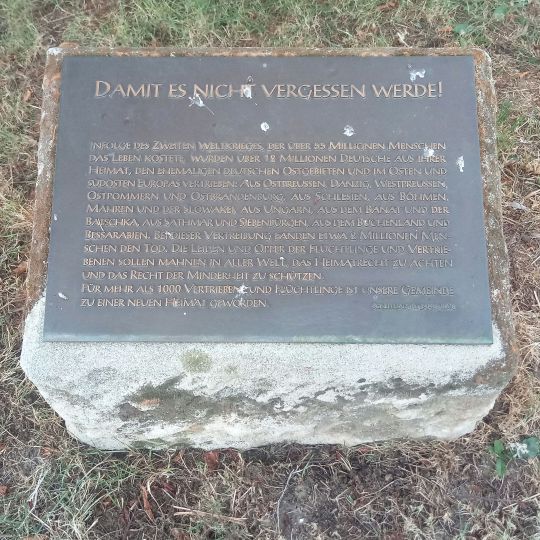 DAMIT ES NICHT VERGESSEN WERDE!
INFOLGE DES ZWEITEN WELTKRIEGES, DER ÜBER 55 MILLIONEN MENSCHEN
DAS LEBEN KOSTETE, WURDEN ÜBER 12 MILLIONEN DEUTSCHE AUS IHRER
HEIMAT, DEN EHEMALIGEN DEUTSCHEN OSTGEBIETEN UND IM OSTEN UND
SÜDOSTEN EUROPAS VERTRIEBEN: AUS OSTPREUSSEN, DANZIG, WESTPREUSSEN,
OSTPOMMERN UND OSTBRANDENBURG, AUS SCHLESIEN, AUS BÖHMEN,
MÄHREN UND DER SLOWAKEI, AUS UNGARN, AUS DEM BANAT UND DER
BATSCHKA, AUS SATHMAR UND SIEBENBÜRGEN, AUS DEM BUCHENLAND UND
BESSARABIEN. BEI DIESER VERTREIBUNG FANDEN ETWA 2 MILLIONEN MEN-
SCHEN DEN TOD. DIE LEIDEN UND OPFER DER FLÜCHTLINGE UND VERTRIE-
BENEN SOLLEN MAHNEN IN ALLER WELT, DAS HEIMATRECHT ZU ACHTEN
UND DAS RECHT DER MINDERHEIT ZU SCHÜTZEN.
FÜR MEHR ALS 1000 VERTRIEBENE UND FLÜCHTLINGE IST UNSERE GEMEINDE
ZU EINER NEUEN HEIMAT GEWORDEN.